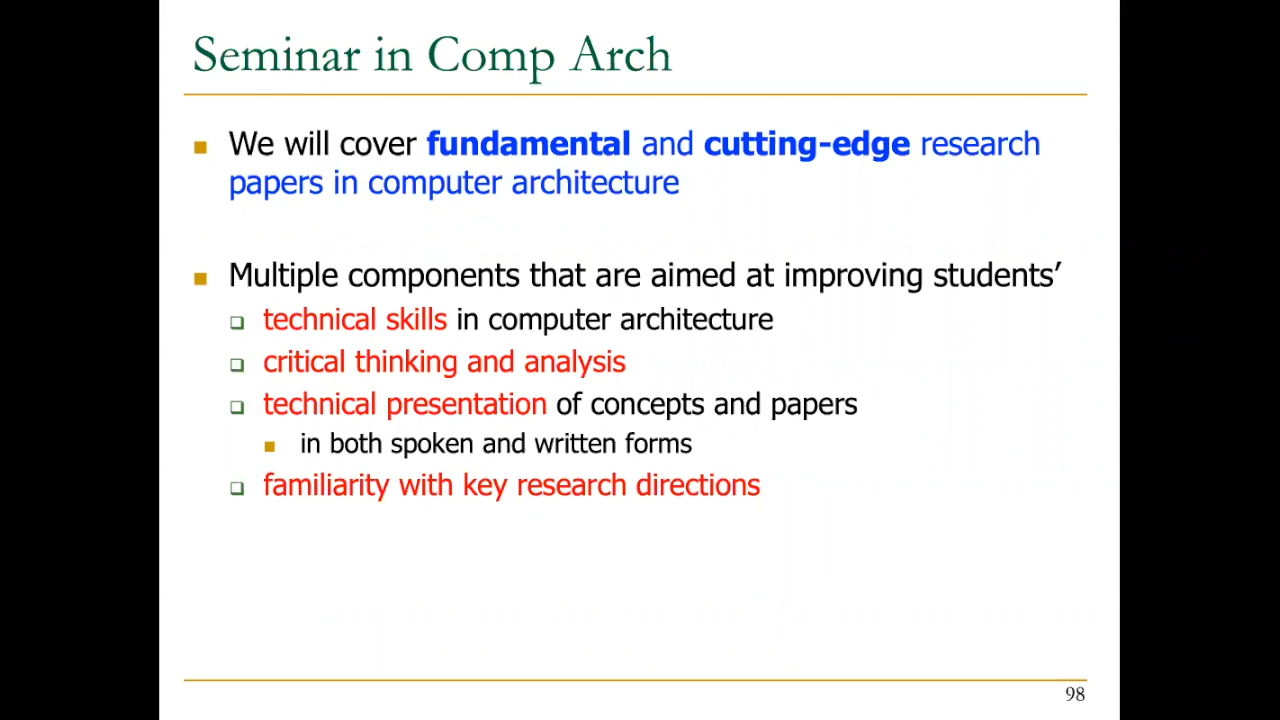 Seminar in Comp Arch
We will cover fundamental and cutting-edge research
papers in computer architecture
Multiple components that are aimed at improving students’
technical skills in computer architecture
critical thinking and analysis
technical presentation of concepts and papers
in both spoken and written forms
familiarity with key research directions
98